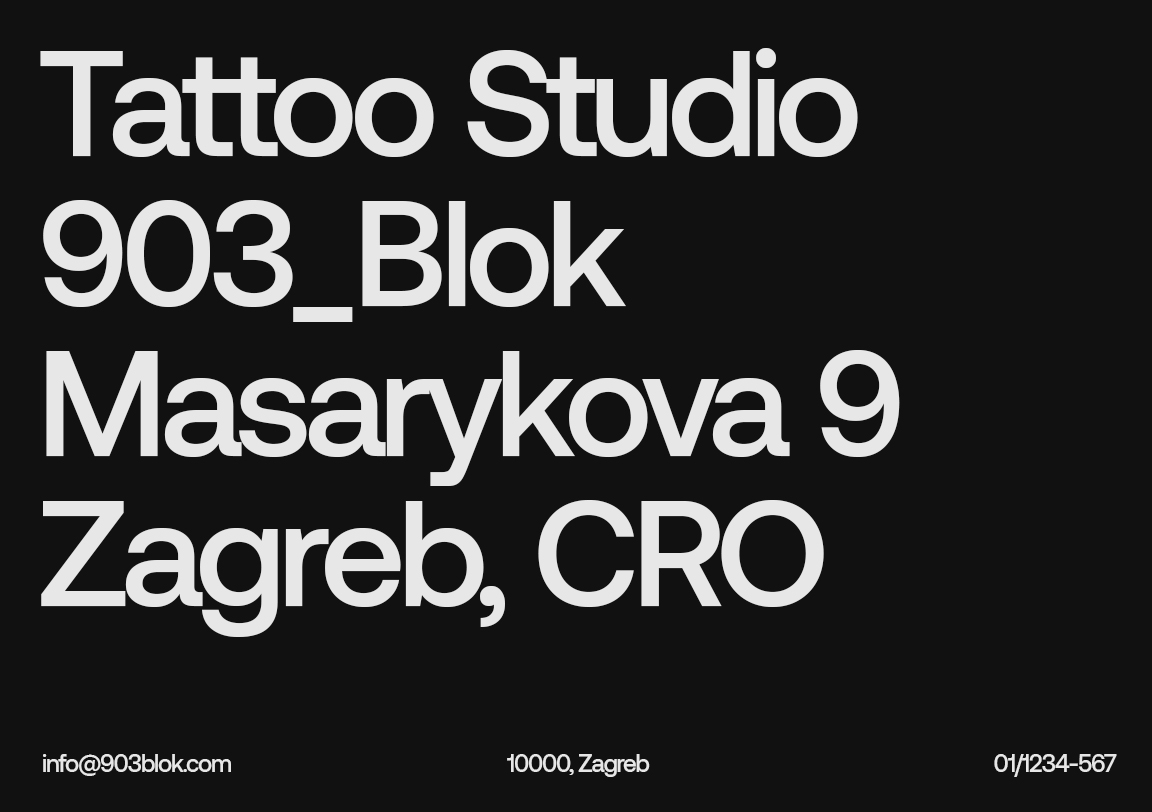 Tattoo Studio
903_Blok
Masarykova 9
Zagreb, CRO
info@903blok.com
10000, Zagreb
01/1234-567